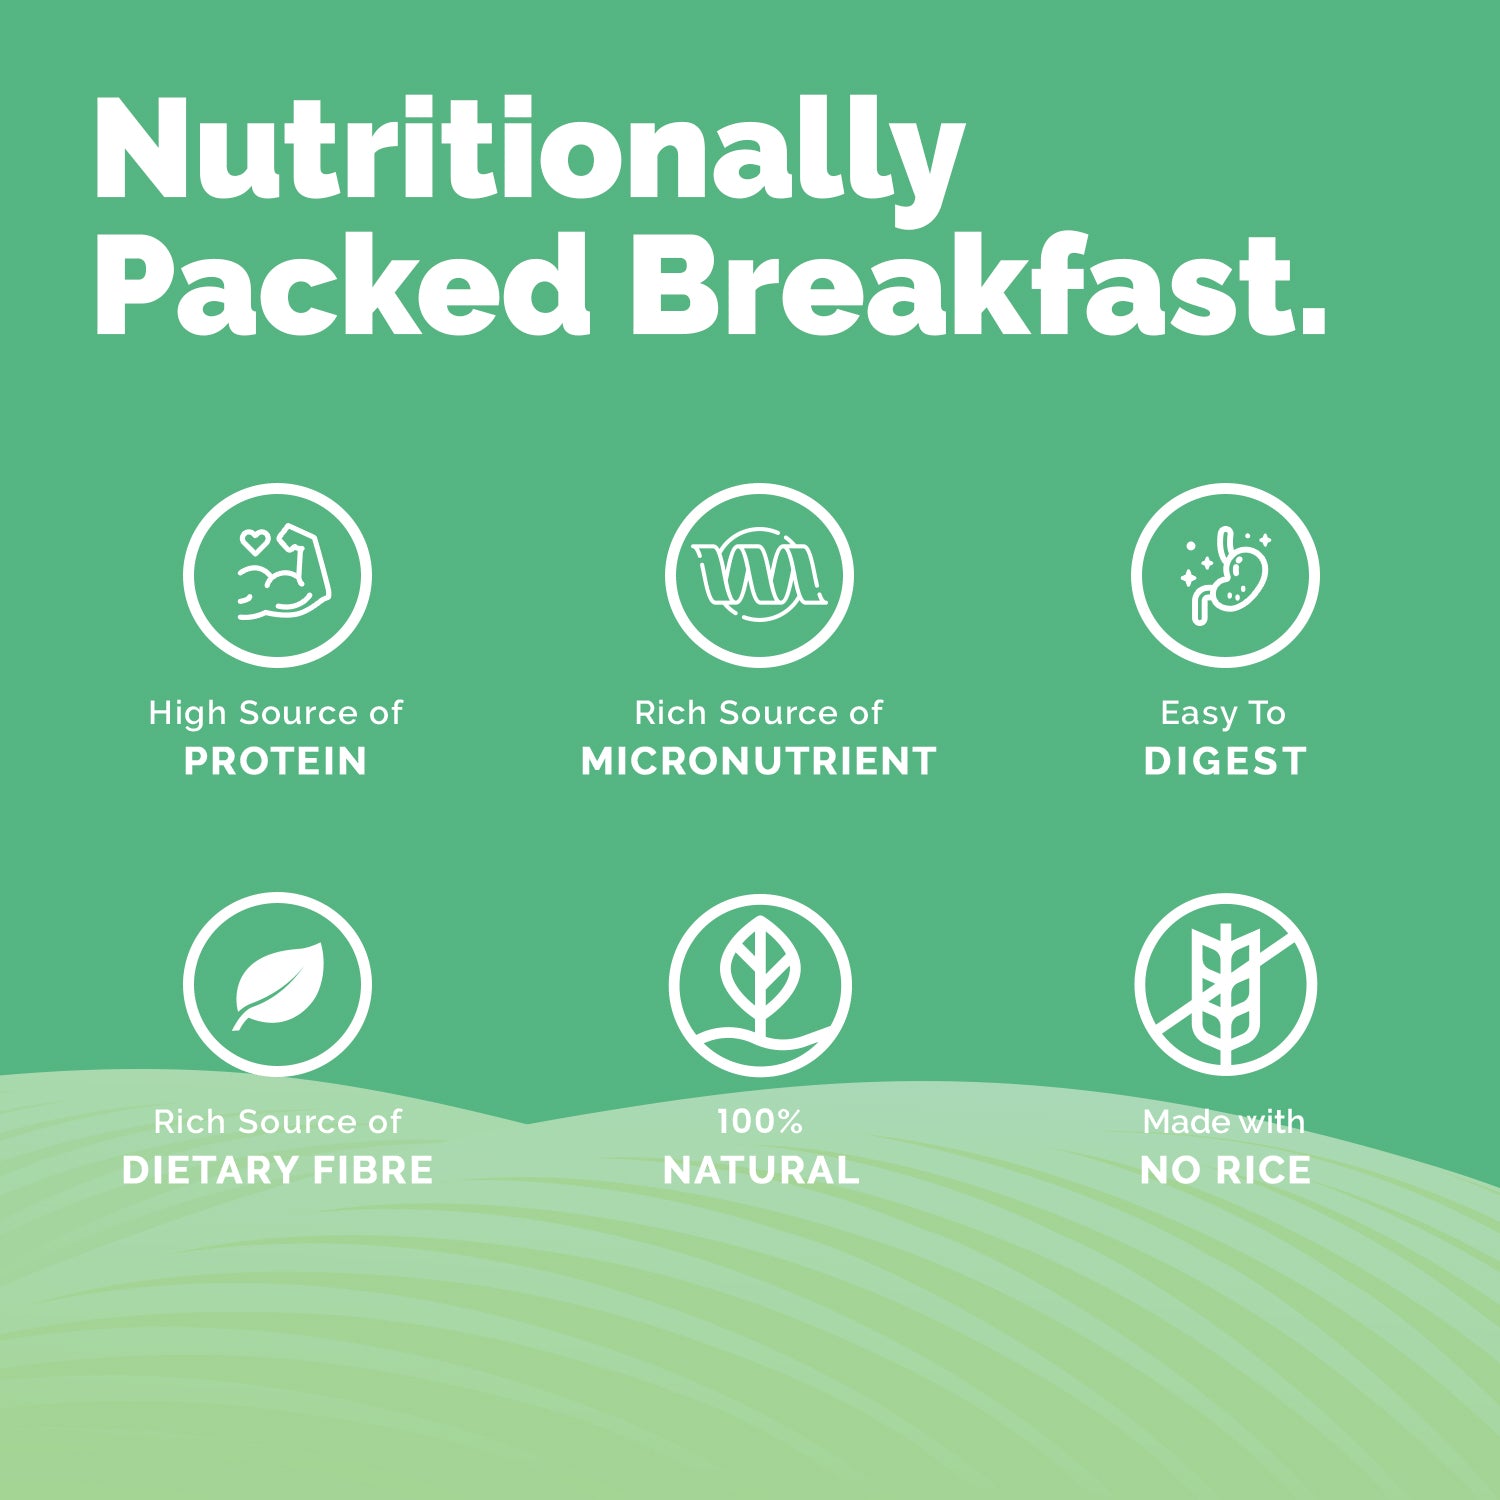 Nutritionally
Packed Breakfast.
High Source of
PROTEIN
Rich Source of
MICRONUTRIENT
Easy To
DIGEST
Rich Source of
DIETARY FIBRE
100%
NATURAL
Made with
NO RICE